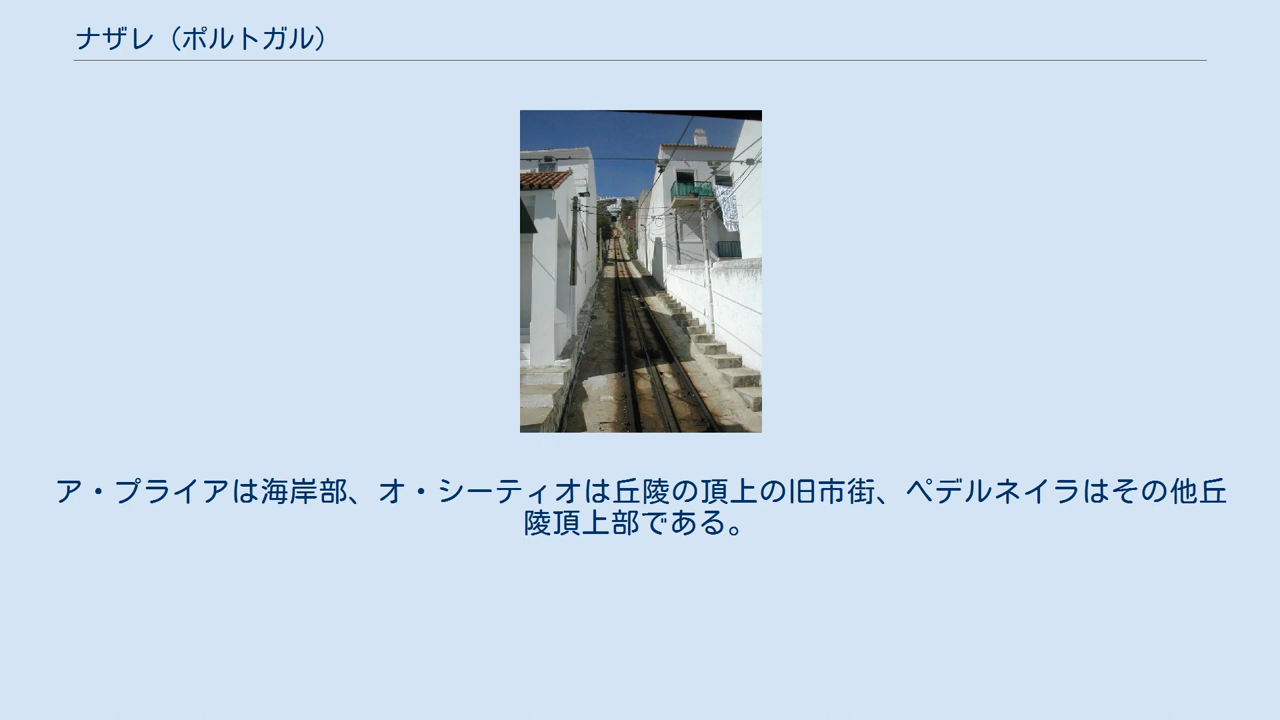 ナザレ（ポルトガル）
ア・プライアは海岸部、オ・シーティオは丘陵の頂上の旧市街、ペデルネイラはその他丘
陵頂上部である。